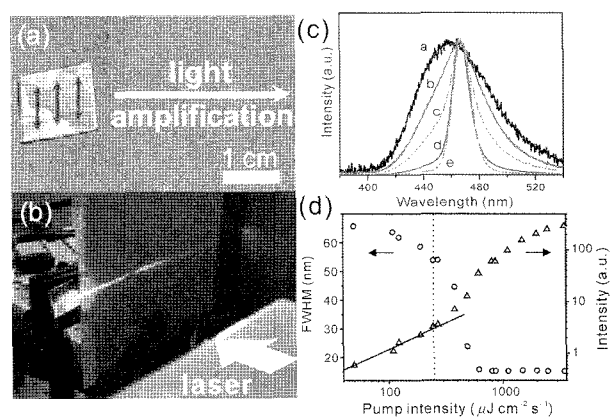 (a)
light
amplification
1 cm
(b)
laser
(c)
Intensity (a.u.)
a
b
c
d
e
400 440 480 520
Wavelength (nm)
(d)
FWHM (nm)
60
50
40
30
20
100 1000
Pump intensity (μJ cm⁻² s⁻¹)
100
10
1
Intensity (a.u.)